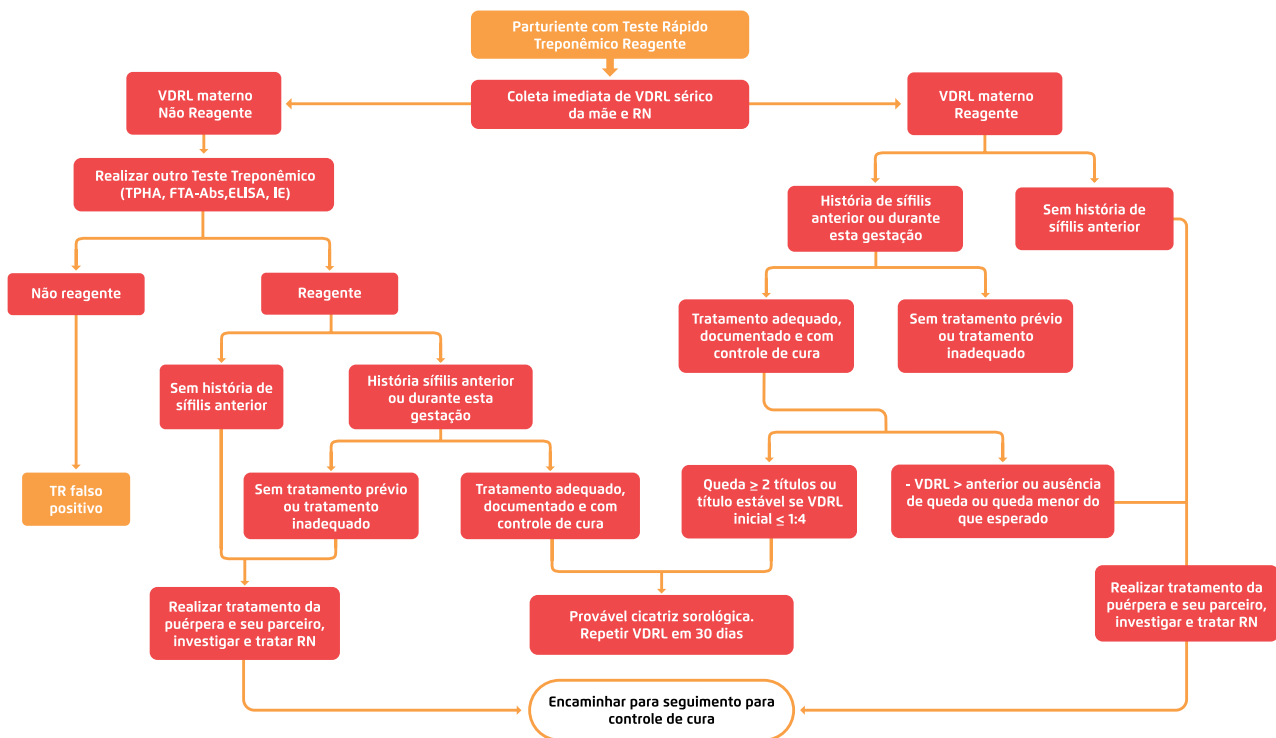 Parturiente com Teste Rápido
Treponêmico Reagente
VDRL materno
Não Reagente
Coleta imediata de VDRL sérico
da mãe e RN
VDRL materno
Reagente
Realizar outro Teste Treponêmico
(TPHA, FTA-Abs,ELISA, IE)
História de sífilis
anterior ou durante
esta gestação
Sem história de
sífilis anterior
Não reagente
Reagente
Tratamento adequado,
documentado e com
controle de cura
Sem tratamento prévio
ou tratamento
inadequado
Sem história de
sífilis anterior
História sífilis anterior
ou durante esta
gestação
TR falso
positivo
Sem tratamento prévio
ou tratamento
inadequado
Tratamento adequado,
documentado e com
controle de cura
Queda ≥ 2 títulos ou
título estável se VDRL
inicial ≤ 1:4
- VDRL > anterior ou ausência
de queda ou queda menor do
que esperado
Realizar tratamento da
puérpera e seu parceiro,
investigar e tratar RN
Provável cicatriz sorológica.
Repetir VDRL em 30 dias
Realizar tratamento da
puérpera e seu parceiro,
investigar e tratar RN
Encaminhar para seguimento para
controle de cura